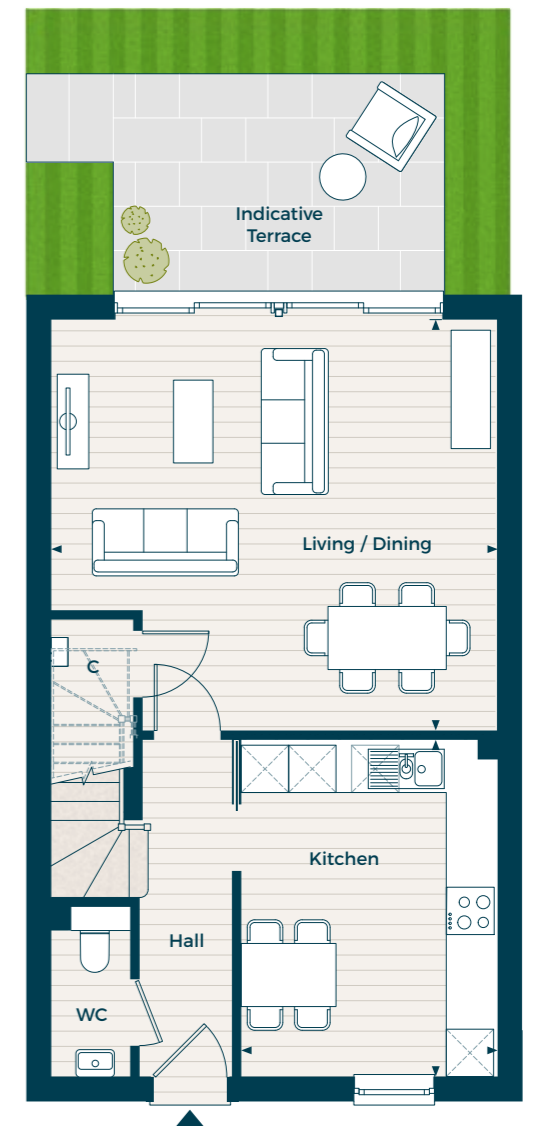 Indicative
Terrace
Living / Dining
C
Kitchen
Hall
WC